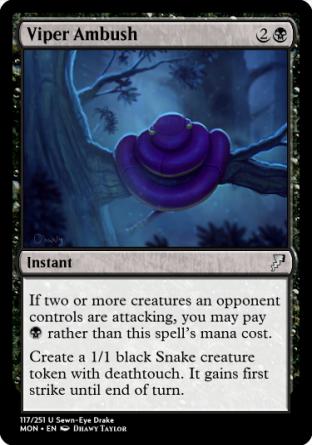 Viper Ambush 2
Instant
If two or more creatures an opponent
controls are attacking, you may pay
rather than this spell's mana cost.
Create a 1/1 black Snake creature
token with deathtouch. It gains first
strike until end of turn.
117/251 U Sewn-Eye Drake
MON • EN Dhawy Taylor